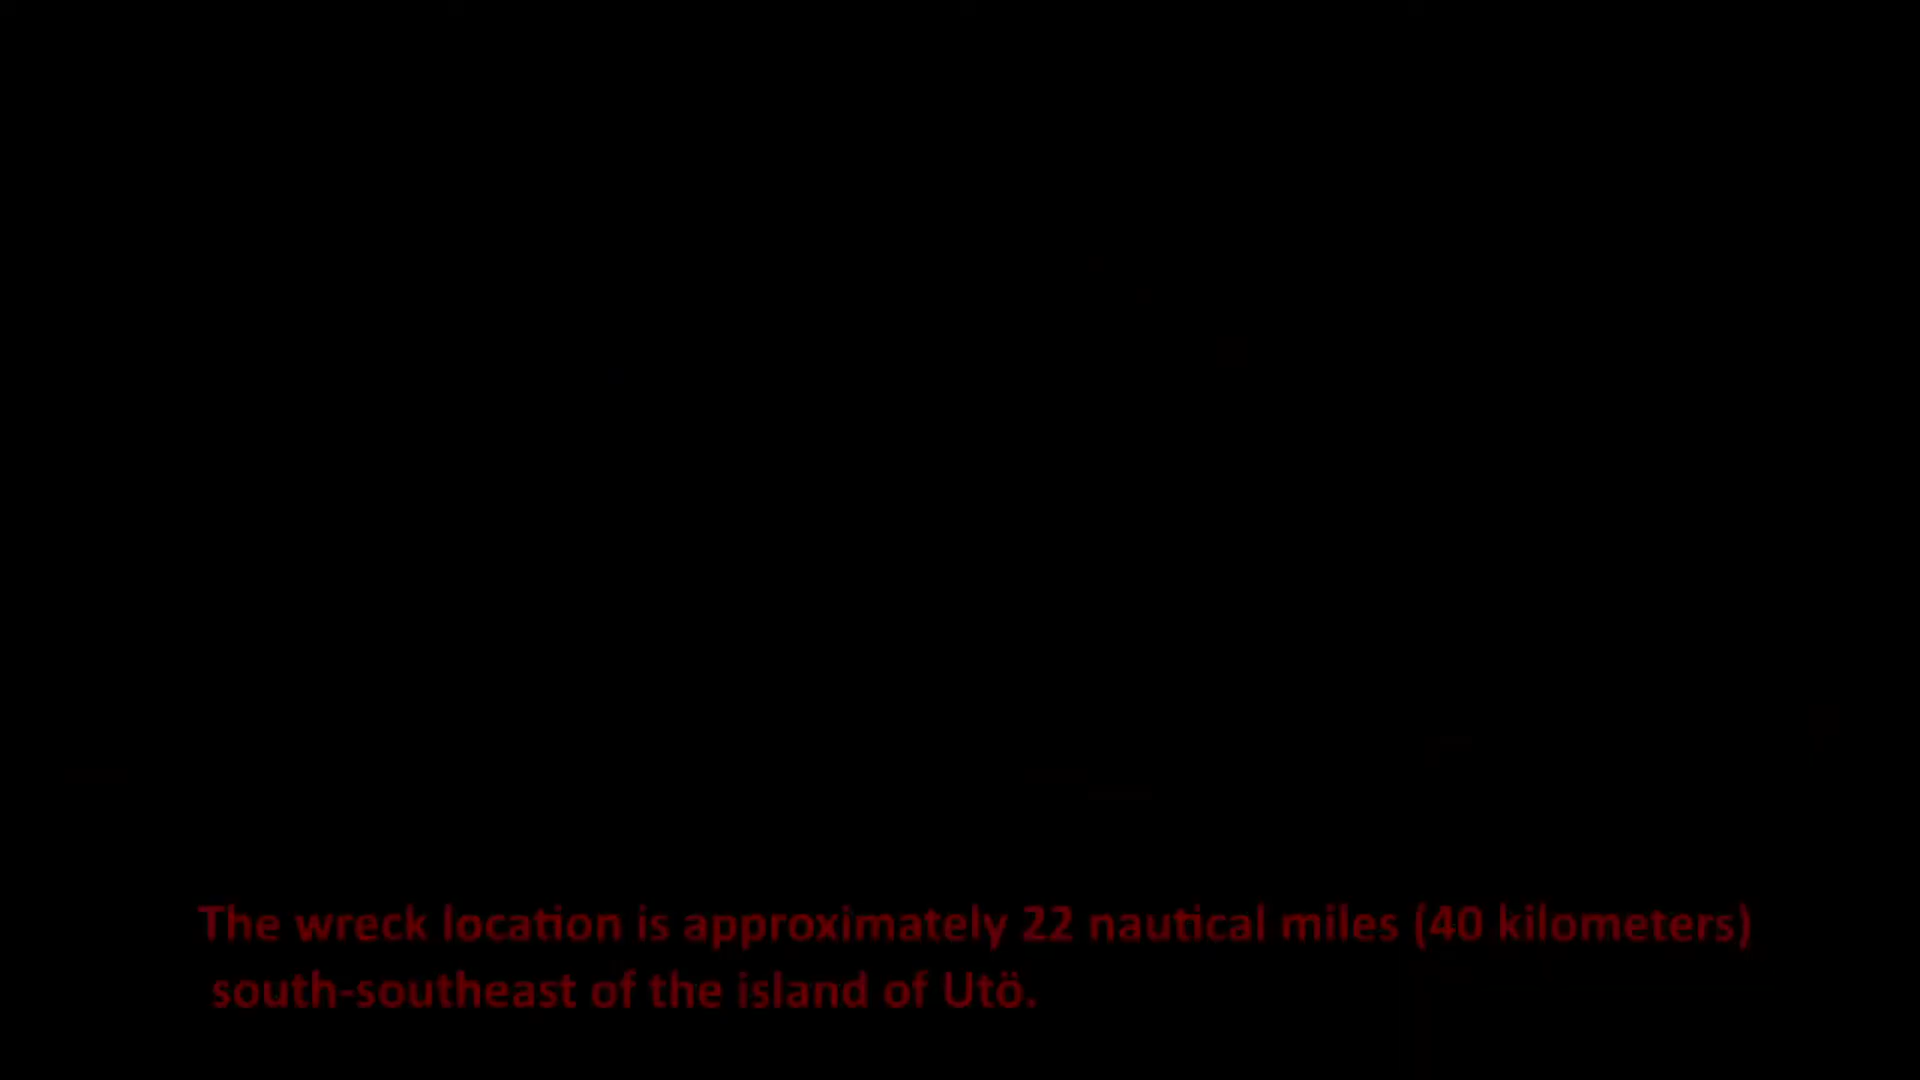 The wreck location is approximately 22 nautical miles (40 kilometers)
south-southeast of the island of Utö.